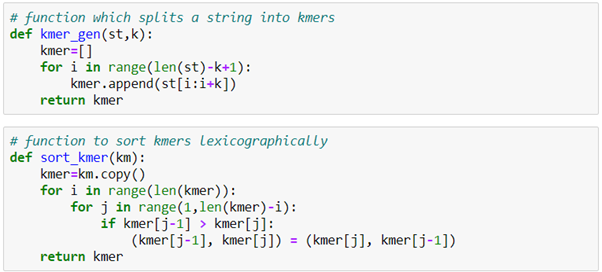 # function which splits a string into kmers
def kmer_gen(st,k):
    kmer=[]
    for i in range(len(st)-k+1):
        kmer.append(st[i:i+k])
    return kmer
# function to sort kmers lexicographically
def sort_kmer(km):
    kmer=km.copy()
    for i in range(len(kmer)):
        for j in range(1,len(kmer)-i):
            if kmer[j-1] > kmer[j]:
                (kmer[j-1], kmer[j]) = (kmer[j], kmer[j-1])
    return kmer